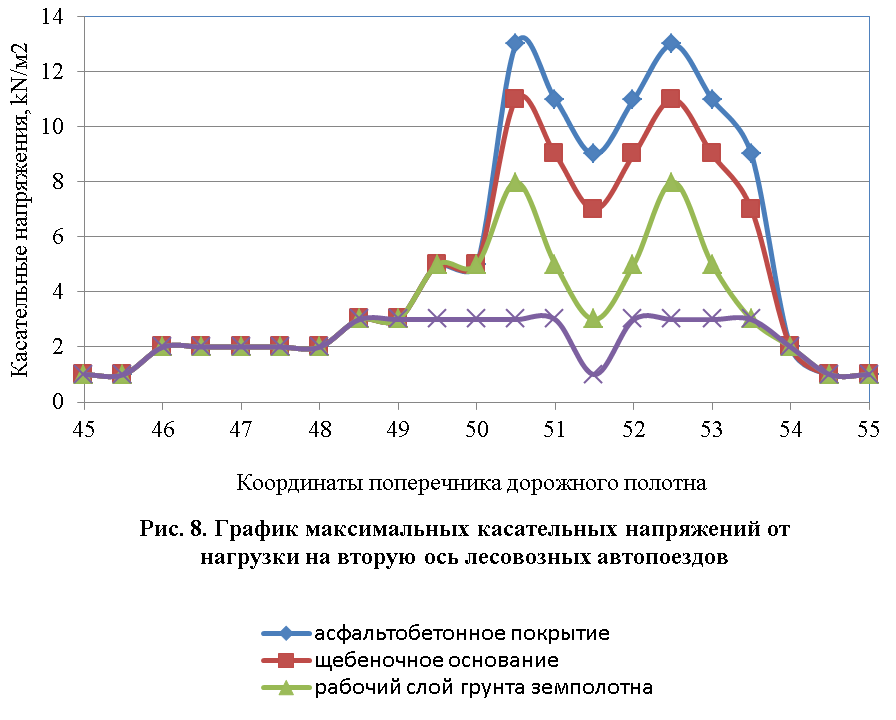 Касательные напряжения, kN/м2
14
12
10
8
6
4
2
0
45 46 47 48 49 50 51 52 53 54 55
Координаты поперечника дорожного полотна
Рис. 8. График максимальных касательных напряжений от
нагрузки на вторую ось лесовозных автопоездов
асфальтобетонное покрытие
щебеночное основание
рабочий слой грунта земполотна